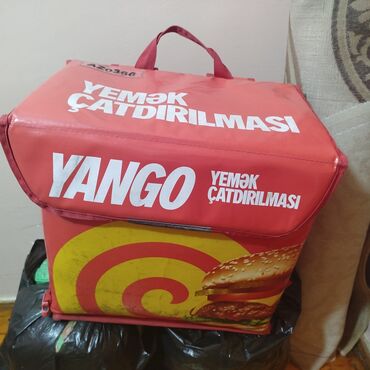 YEMƏK
ÇATDIRILMASI
YANGO
YEMƏK
ÇATDIRILMASI